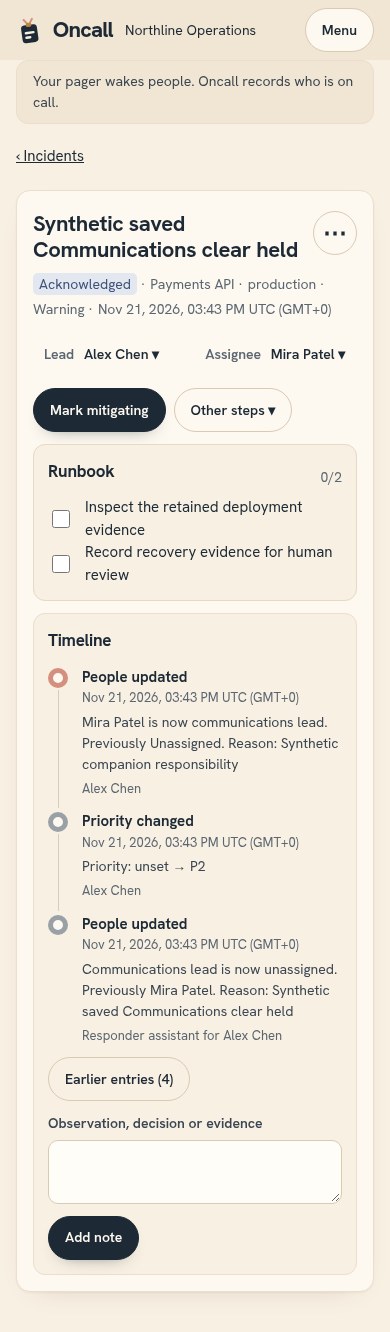 Oncall Northline Operations Menu
Your pager wakes people. Oncall records who is on
call.
‹ Incidents
Synthetic saved
Communications clear held
Acknowledged · Payments API · production ·
Warning · Nov 21, 2026, 03:43 PM UTC (GMT+0)
Lead Alex Chen ▾ Assignee Mira Patel ▾
Mark mitigating Other steps ▾
Runbook 0/2
Inspect the retained deployment
evidence
Record recovery evidence for human
review
Timeline
People updated
Nov 21, 2026, 03:43 PM UTC (GMT+0)
Mira Patel is now communications lead.
Previously Unassigned. Reason: Synthetic
companion responsibility
Alex Chen
Priority changed
Nov 21, 2026, 03:43 PM UTC (GMT+0)
Priority: unset → P2
Alex Chen
People updated
Nov 21, 2026, 03:43 PM UTC (GMT+0)
Communications lead is now unassigned.
Previously Mira Patel. Reason: Synthetic
saved Communications clear held
Responder assistant for Alex Chen
Earlier entries (4)
Observation, decision or evidence
Add note